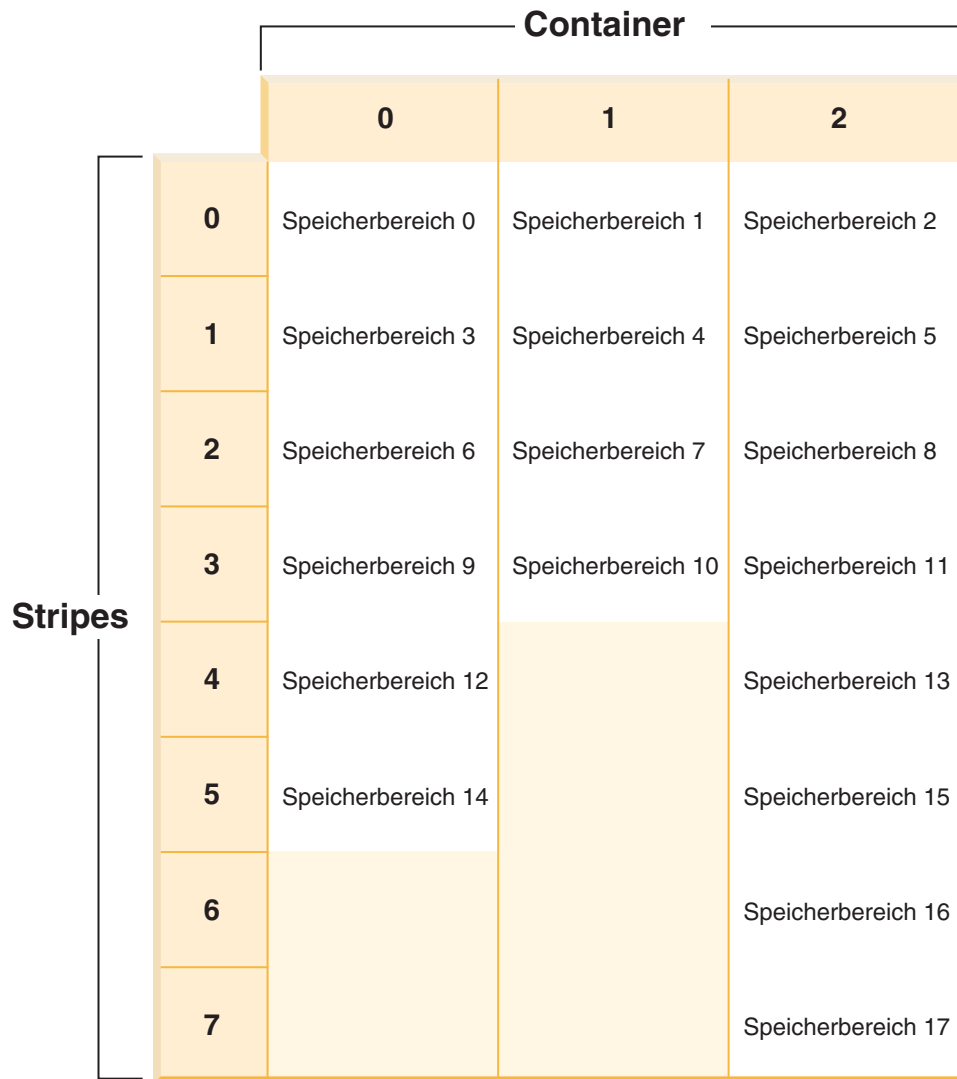 Container
0 1 2
0 Speicherbereich 0 Speicherbereich 1 Speicherbereich 2
1 Speicherbereich 3 Speicherbereich 4 Speicherbereich 5
2 Speicherbereich 6 Speicherbereich 7 Speicherbereich 8
3 Speicherbereich 9 Speicherbereich 10 Speicherbereich 11
Stripes
4 Speicherbereich 12 Speicherbereich 13
5 Speicherbereich 14 Speicherbereich 15
6 Speicherbereich 16
7 Speicherbereich 17